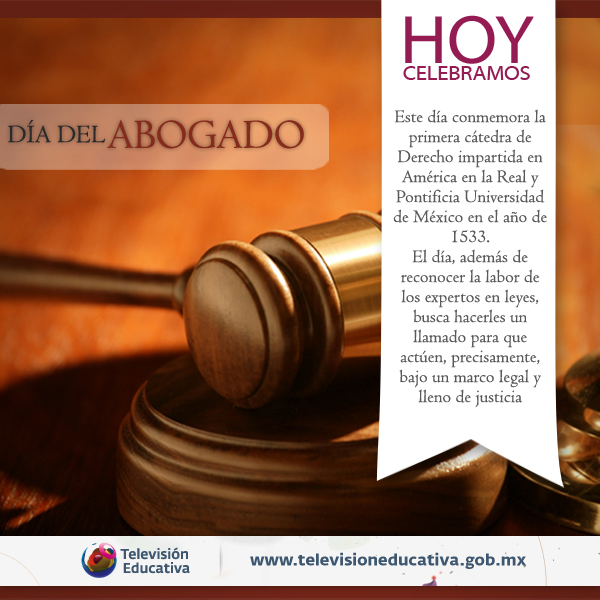 HOY
CELEBRAMOS
DÍA DEL ABOGADO
Este día conmemora la
primera cátedra de
Derecho impartida en
América en la Real y
Pontificia Universidad
de México en el año de
1533.
El día, además de
reconocer la labor de
los expertos en leyes,
busca hacerles un
llamado para que
actúen, precisamente,
bajo un marco legal y
lleno de justicia
Televisión
Educativa
www.televisioneducativa.gob.mx